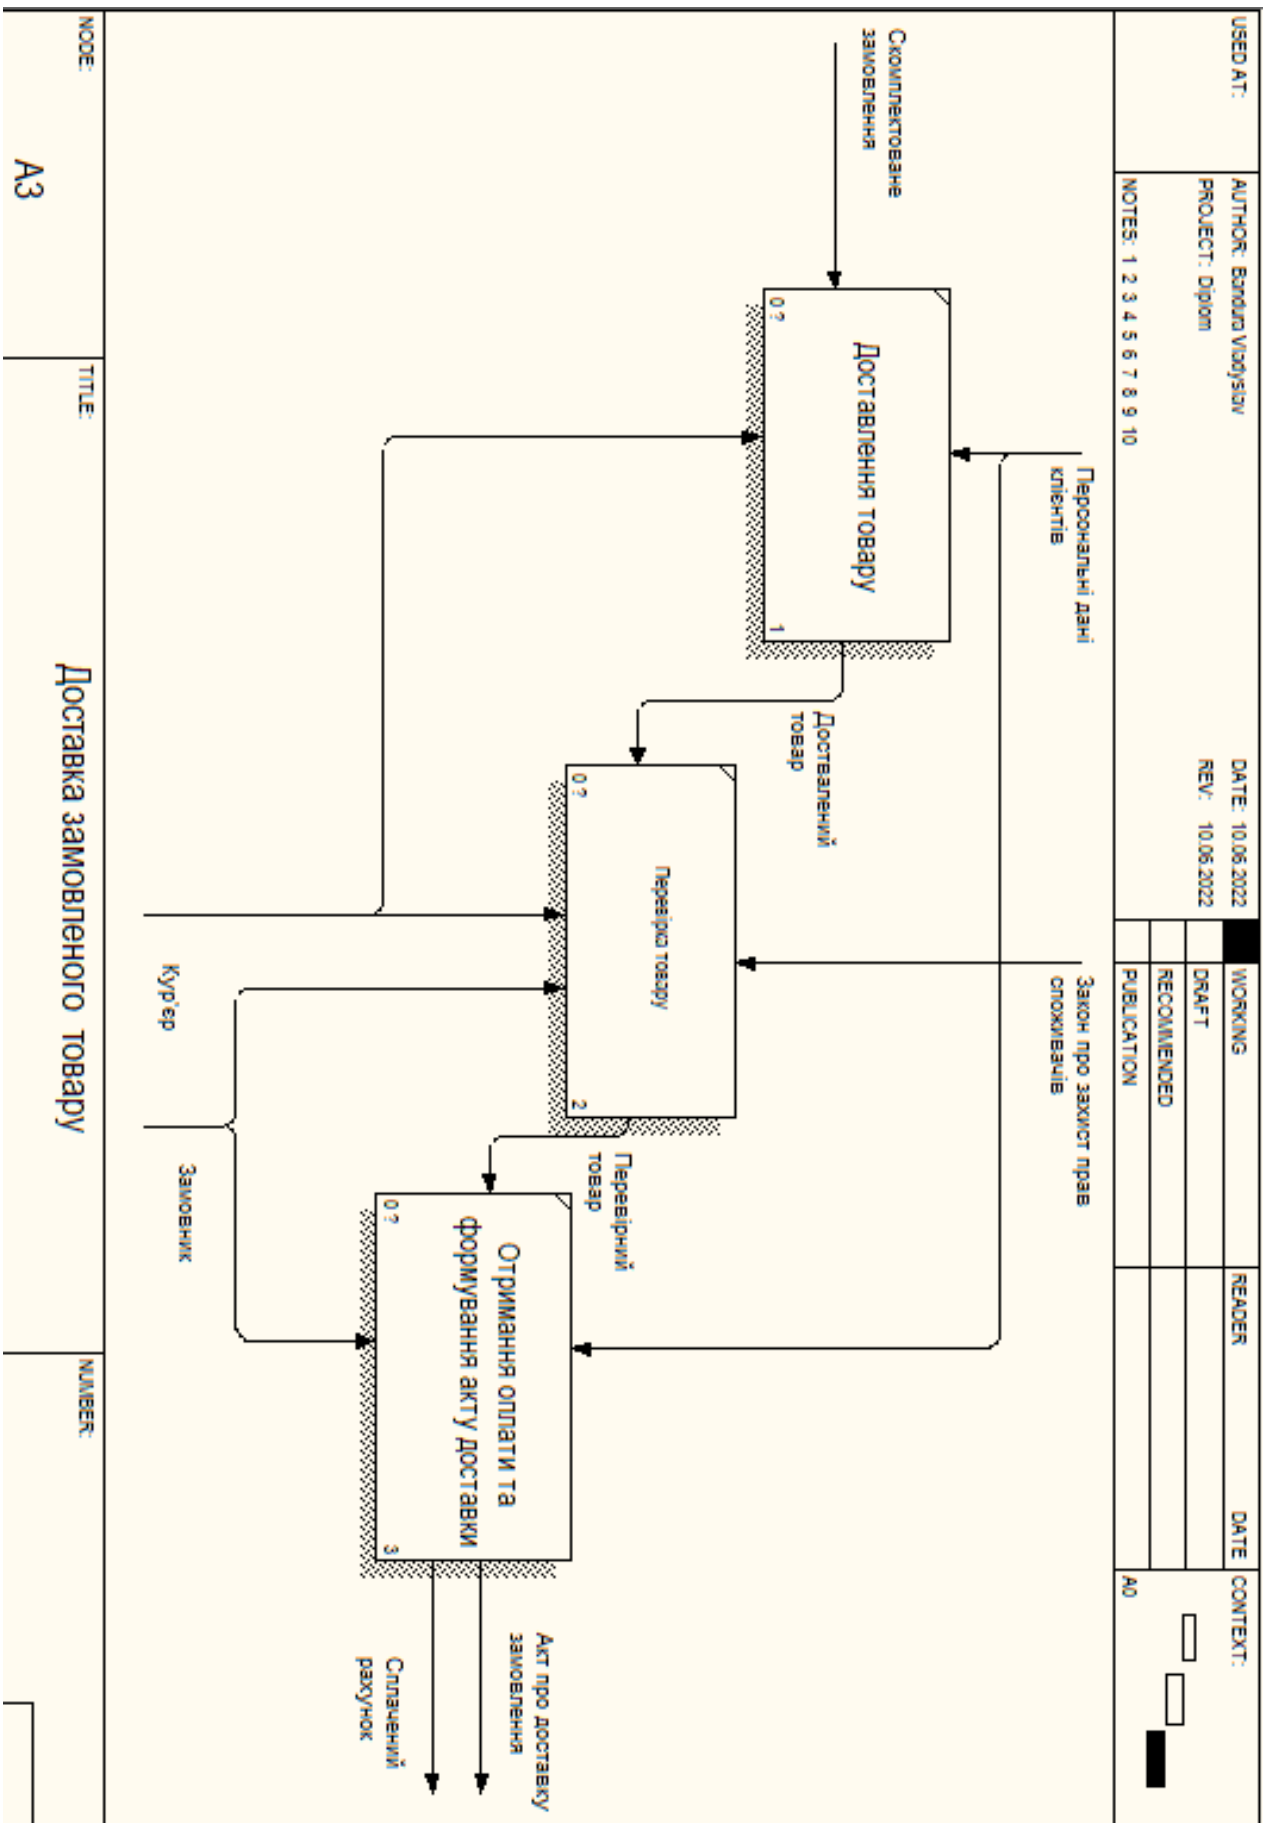 USED AT:
AUTHOR: Bandura Vladyslav
PROJECT: Diplom
NOTES: 1 2 3 4 5 6 7 8 9 10
DATE: 10.06.2022
REV: 10.06.2022
WORKING
DRAFT
RECOMMENDED
PUBLICATION
READER
DATE
CONTEXT:
A0
Персональні дані
клієнтів
Закон про захист прав
споживачів
Скомплектоване
замовлення
Доставлення товару
0 ?
1
Доствалений
товар
Перевірка товару
0 ?
2
Перевірний
товар
Отримання оплати та
формування акту доставки
0 ?
3
Акт про доставку
замовлення
Сплачений
рахунок
Кур'єр
Замовник
NODE:
A3
TITLE:
Доставка замовленого товару
NUMBER: